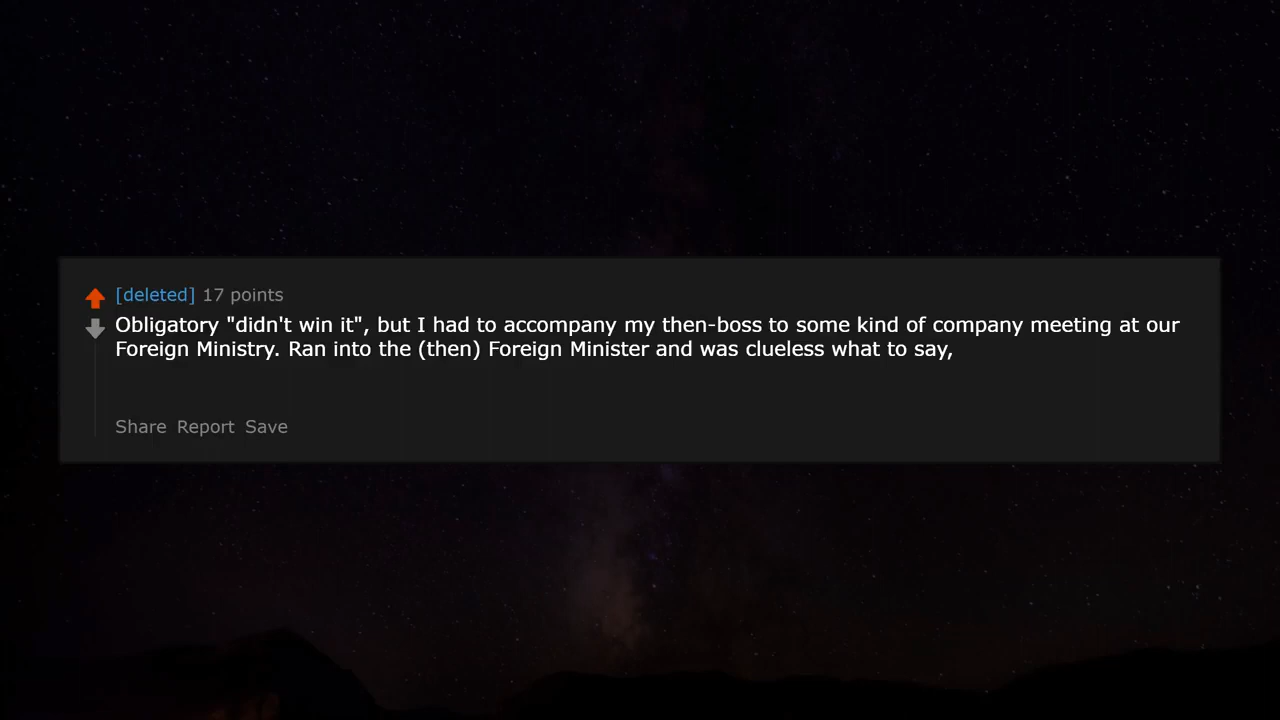 [deleted] 17 points
Obligatory "didn't win it", but I had to accompany my then-boss to some kind of company meeting at our
Foreign Ministry. Ran into the (then) Foreign Minister and was clueless what to say,
Share Report Save